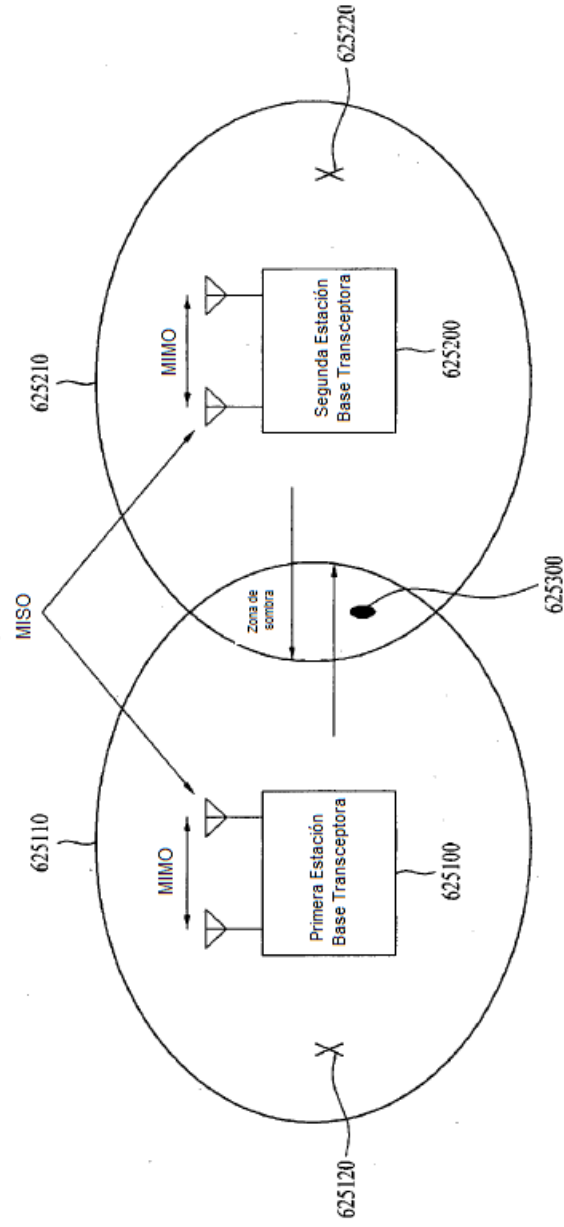 MISO
625110
625210
MIMO
MIMO
Zona de
sombra
Primera Estación
Base Transceptora
Segunda Estación
Base Transceptora
625120
625100
625300
625200
625220